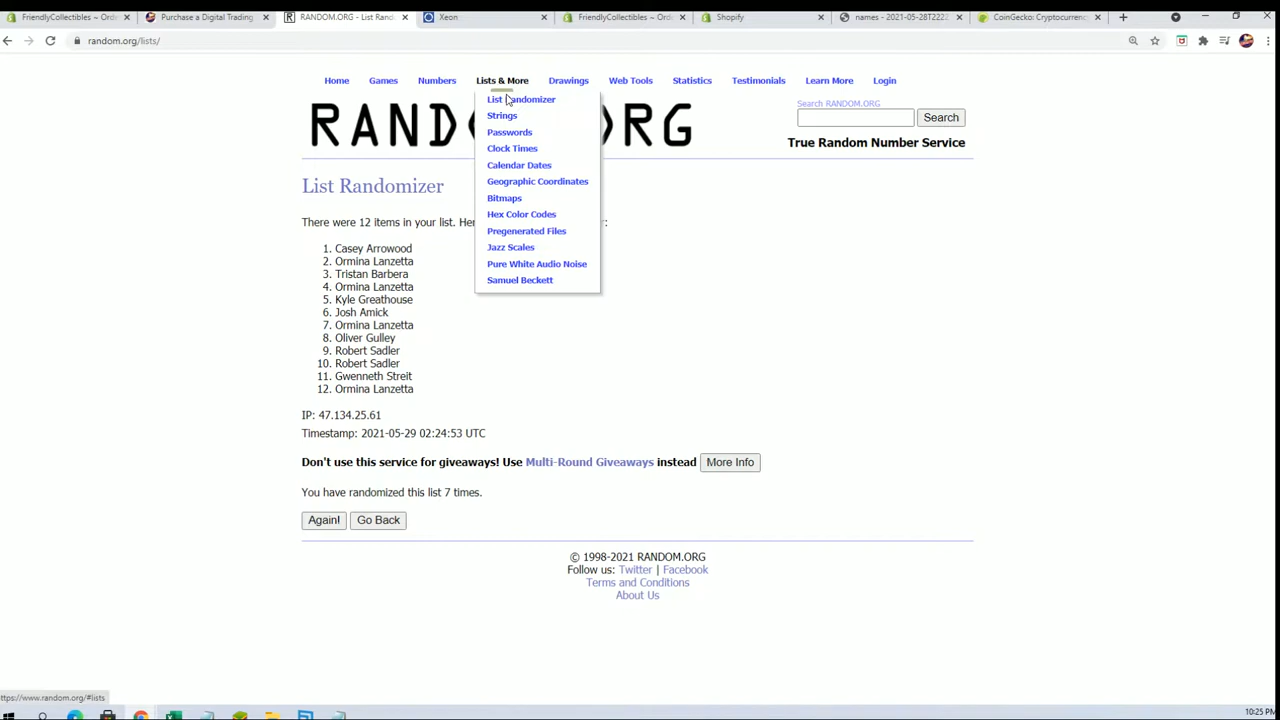 FriendlyCollectibles ~ Orde
Purchase a Digital Trading
RANDOM.ORG - List Rando
Xeon
FriendlyCollectibles ~ Orde
Shopify
names - 2021-05-28T2222
CoinGecko: Cryptocurrenc
random.org/lists/
Home Games Numbers Lists & More Drawings Web Tools Statistics Testimonials Learn More Login
List Randomizer
Strings
Passwords
Clock Times
Calendar Dates
Geographic Coordinates
Bitmaps
Hex Color Codes
Pregenerated Files
Jazz Scales
Pure White Audio Noise
Samuel Beckett
Search RANDOM.ORG
Search
True Random Number Service
List Randomizer
There were 12 items in your list.
1. Casey Arrowood
2. Ormina Lanzetta
3. Tristan Barbera
4. Ormina Lanzetta
5. Kyle Greathouse
6. Josh Amick
7. Ormina Lanzetta
8. Oliver Gulley
9. Robert Sadler
10. Robert Sadler
11. Gwenneth Streit
12. Ormina Lanzetta
IP: 47.134.25.61
Timestamp: 2021-05-29 02:24:53 UTC
Don't use this service for giveaways! Use Multi-Round Giveaways instead More Info
You have randomized this list 7 times.
Again! Go Back
© 1998-2021 RANDOM.ORG
Follow us: Twitter | Facebook
Terms and Conditions
About Us
https://www.random.org/#lists
10:25 PM